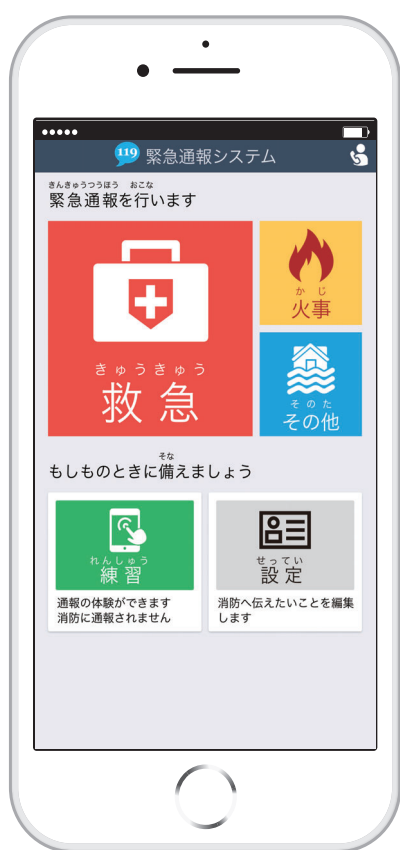 119 緊急通報システム
きんきゅうつうほう おこな
緊急通報を行います
きゅうきゅう
救急
かじ
火事
そのた
その他
そな
もしものときに備えましょう
れんしゅう
練習
通報の体験ができます
消防に通報されません
せってい
設定
消防へ伝えたいことを編集
します